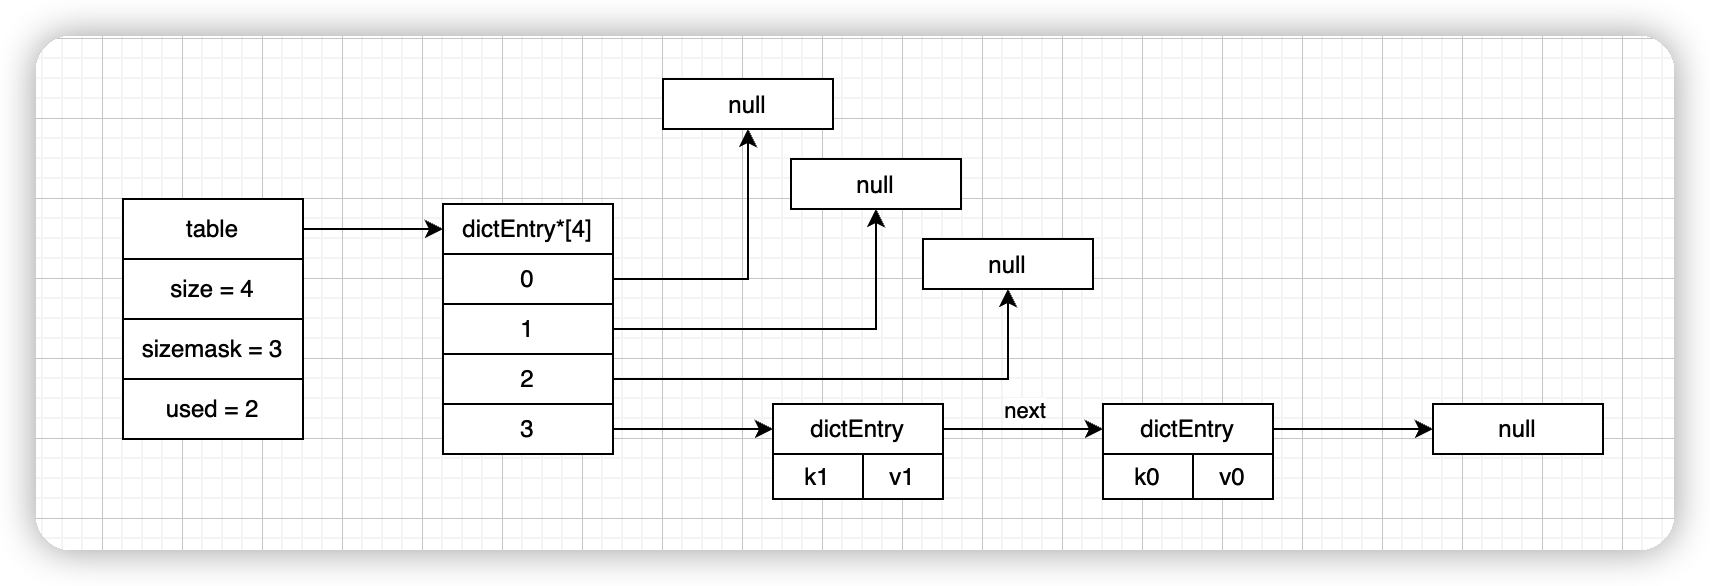 null
null
null
table
size = 4
sizemask = 3
used = 2
dictEntry*[4]
0
1
2
3
dictEntry
k1
v1
next
dictEntry
k0
v0
null